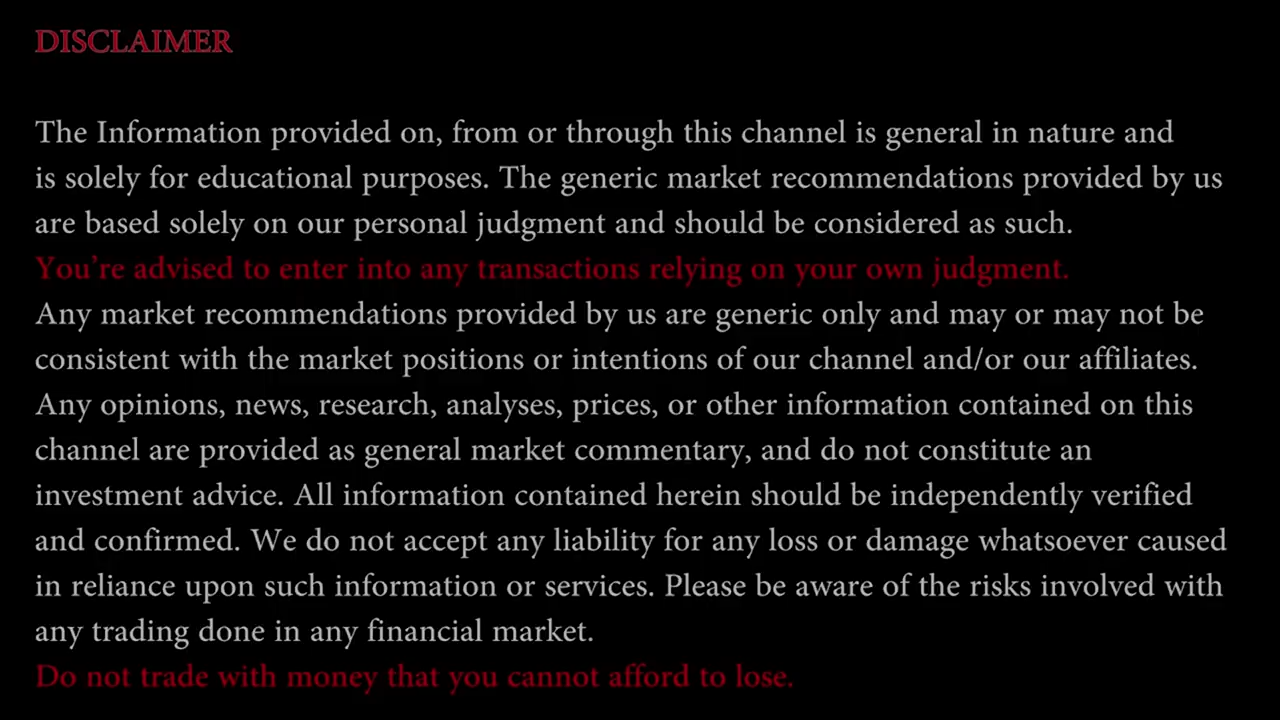 DISCLAIMER
The Information provided on, from or through this channel is general in nature and
is solely for educational purposes. The generic market recommendations provided by us
are based solely on our personal judgment and should be considered as such.
You’re advised to enter into any transactions relying on your own judgment.
Any market recommendations provided by us are generic only and may or may not be
consistent with the market positions or intentions of our channel and/or our affiliates.
Any opinions, news, research, analyses, prices, or other information contained on this
channel are provided as general market commentary, and do not constitute an
investment advice. All information contained herein should be independently verified
and confirmed. We do not accept any liability for any loss or damage whatsoever caused
in reliance upon such information or services. Please be aware of the risks involved with
any trading done in any financial market.
Do not trade with money that you cannot afford to lose.